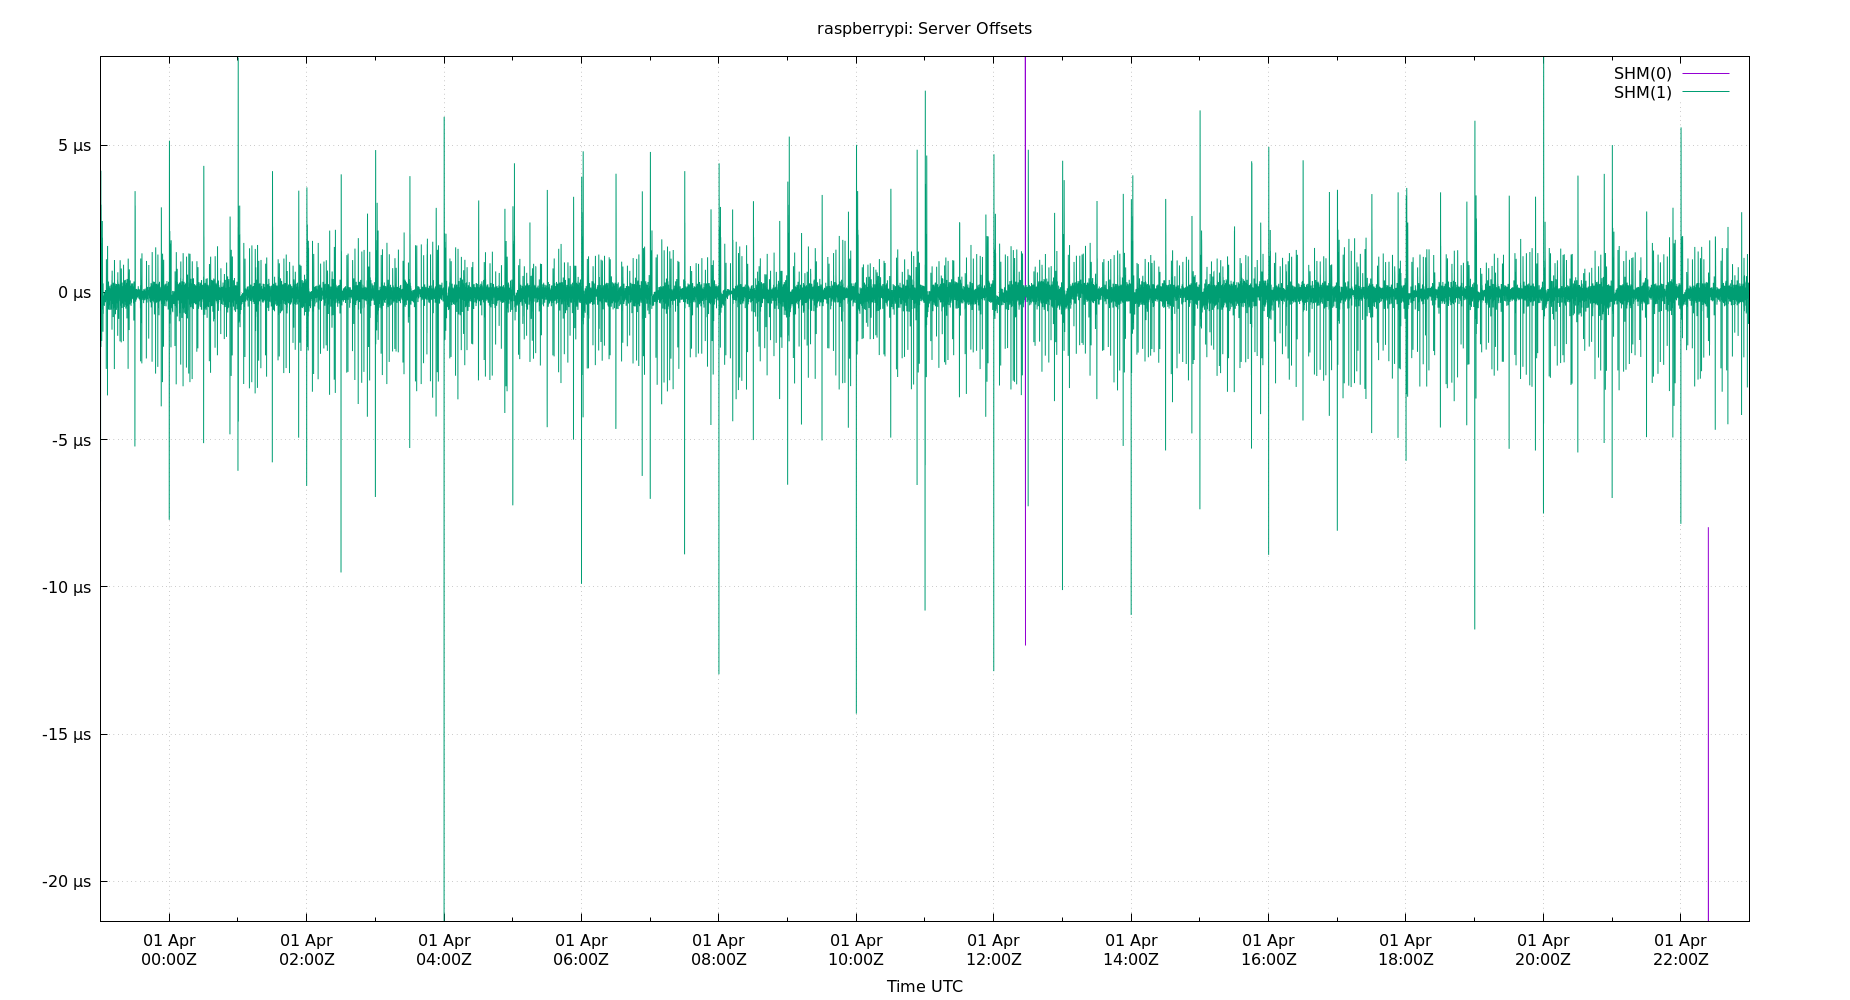 raspberrypi: Server Offsets
SHM(0)
SHM(1)
5 µs
0 µs
-5 µs
-10 µs
-15 µs
-20 µs
01 Apr 01 Apr 01 Apr 01 Apr 01 Apr 01 Apr 01 Apr 01 Apr 01 Apr 01 Apr 01 Apr 01 Apr
00:00Z 02:00Z 04:00Z 06:00Z 08:00Z 10:00Z 12:00Z 14:00Z 16:00Z 18:00Z 20:00Z 22:00Z
Time UTC